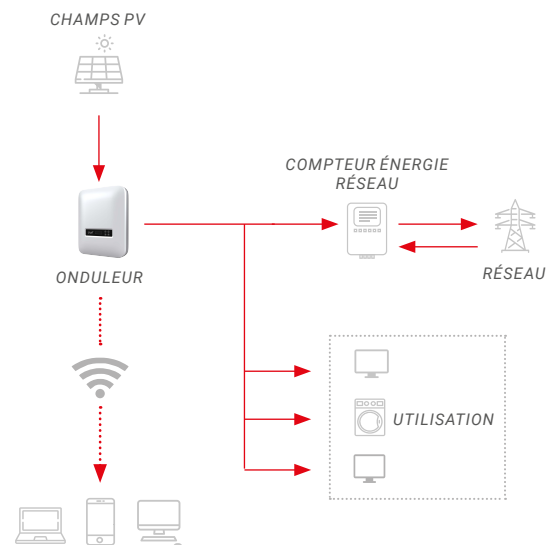 CHAMPS PV
COMPTEUR ÉNERGIE
RÉSEAU
ONDULEUR
RÉSEAU
UTILISATION